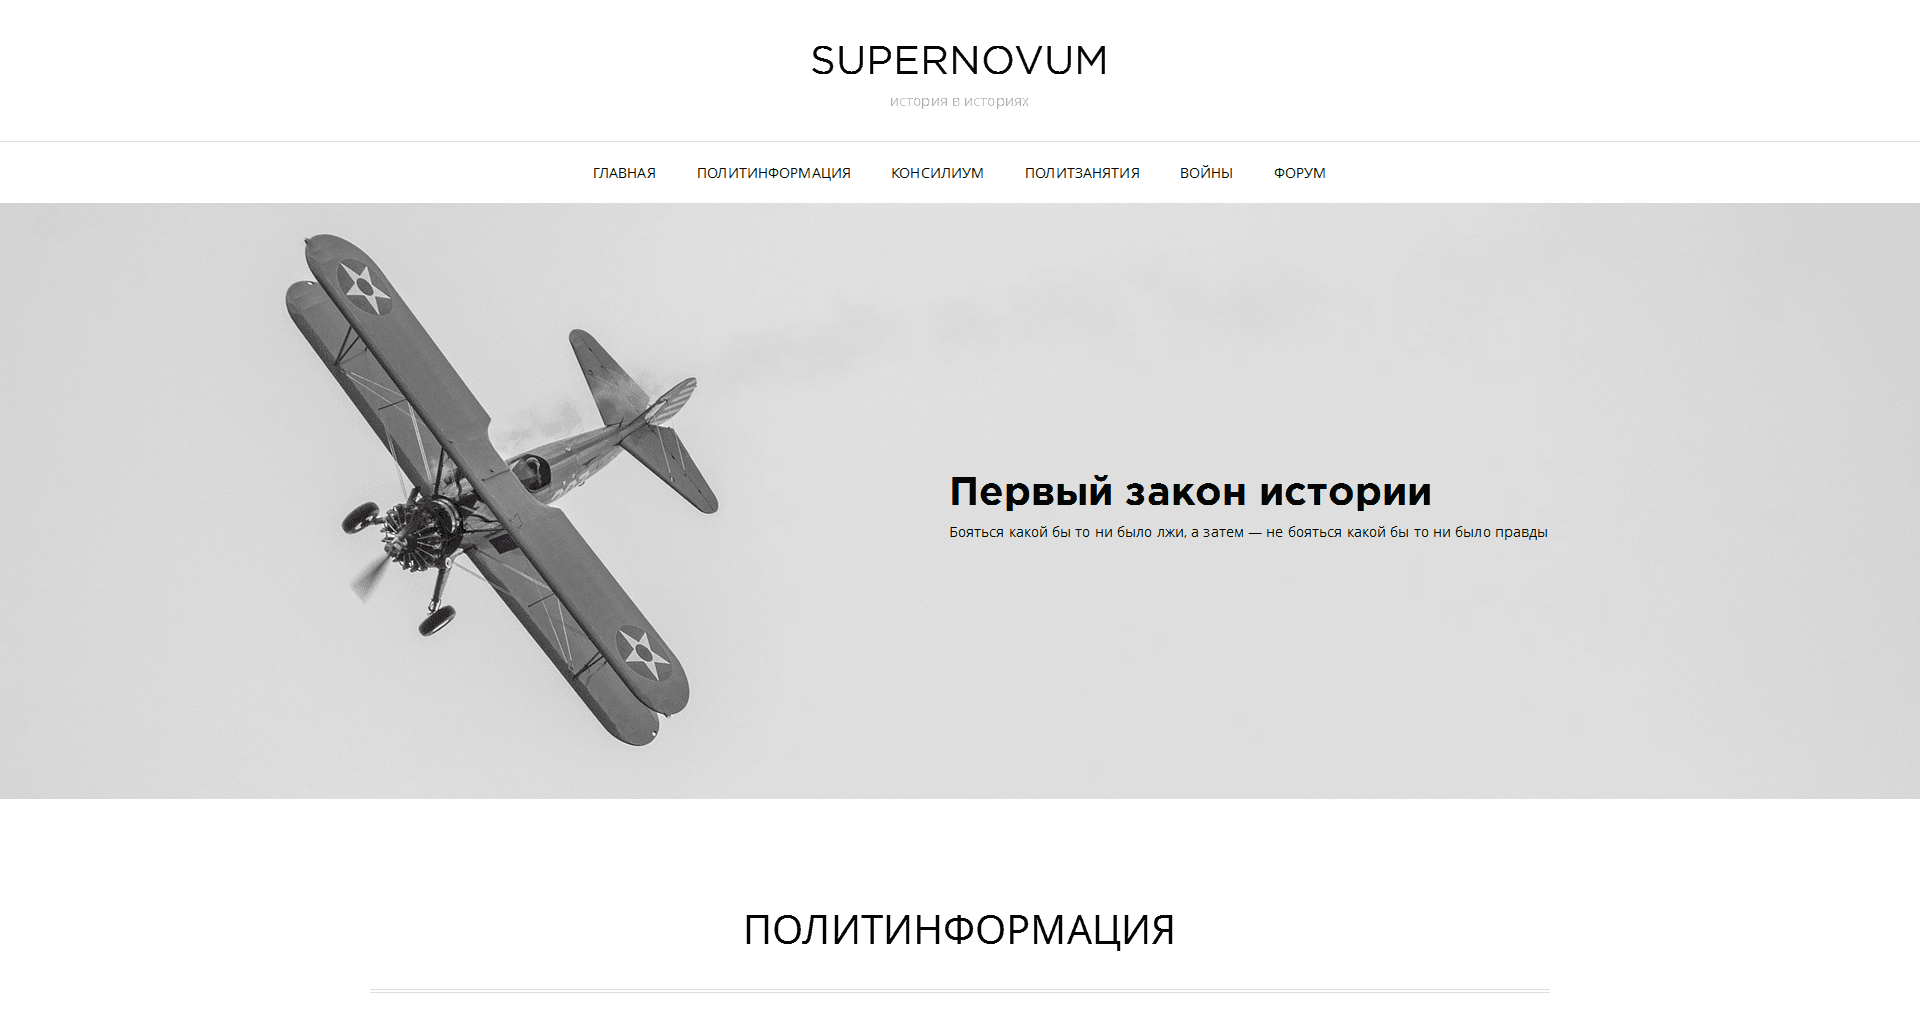 SUPERNOVUM
история в историях
ГЛАВНАЯ ПОЛИТИНФОРМАЦИЯ КОНСИЛИУМ ПОЛИТЗАНЯТИЯ ВОЙНЫ ФОРУМ
Первый закон истории
Бояться какой бы то ни было лжи, а затем — не бояться какой бы то ни было правды
ПОЛИТИНФОРМАЦИЯ